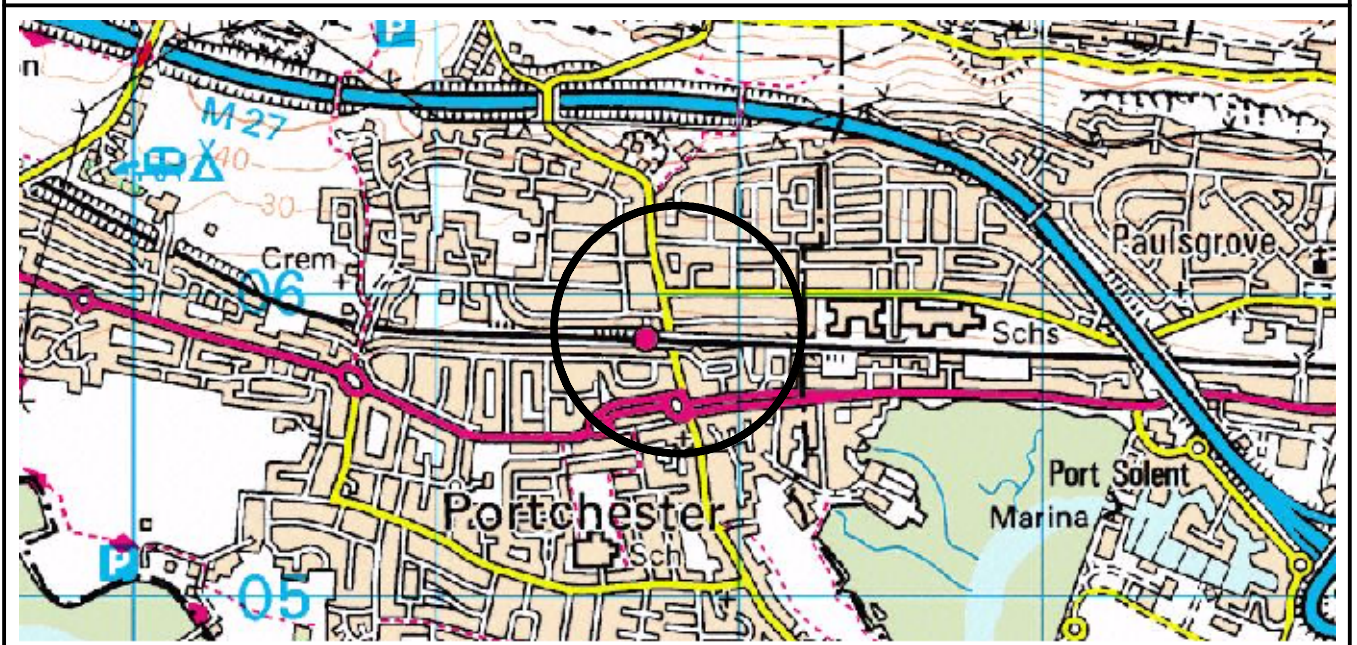 P
n
M 27
40
30
Crem
06
Paulsgrove
Schs
Port Solent
Marina
Portchester
Sch
P
05